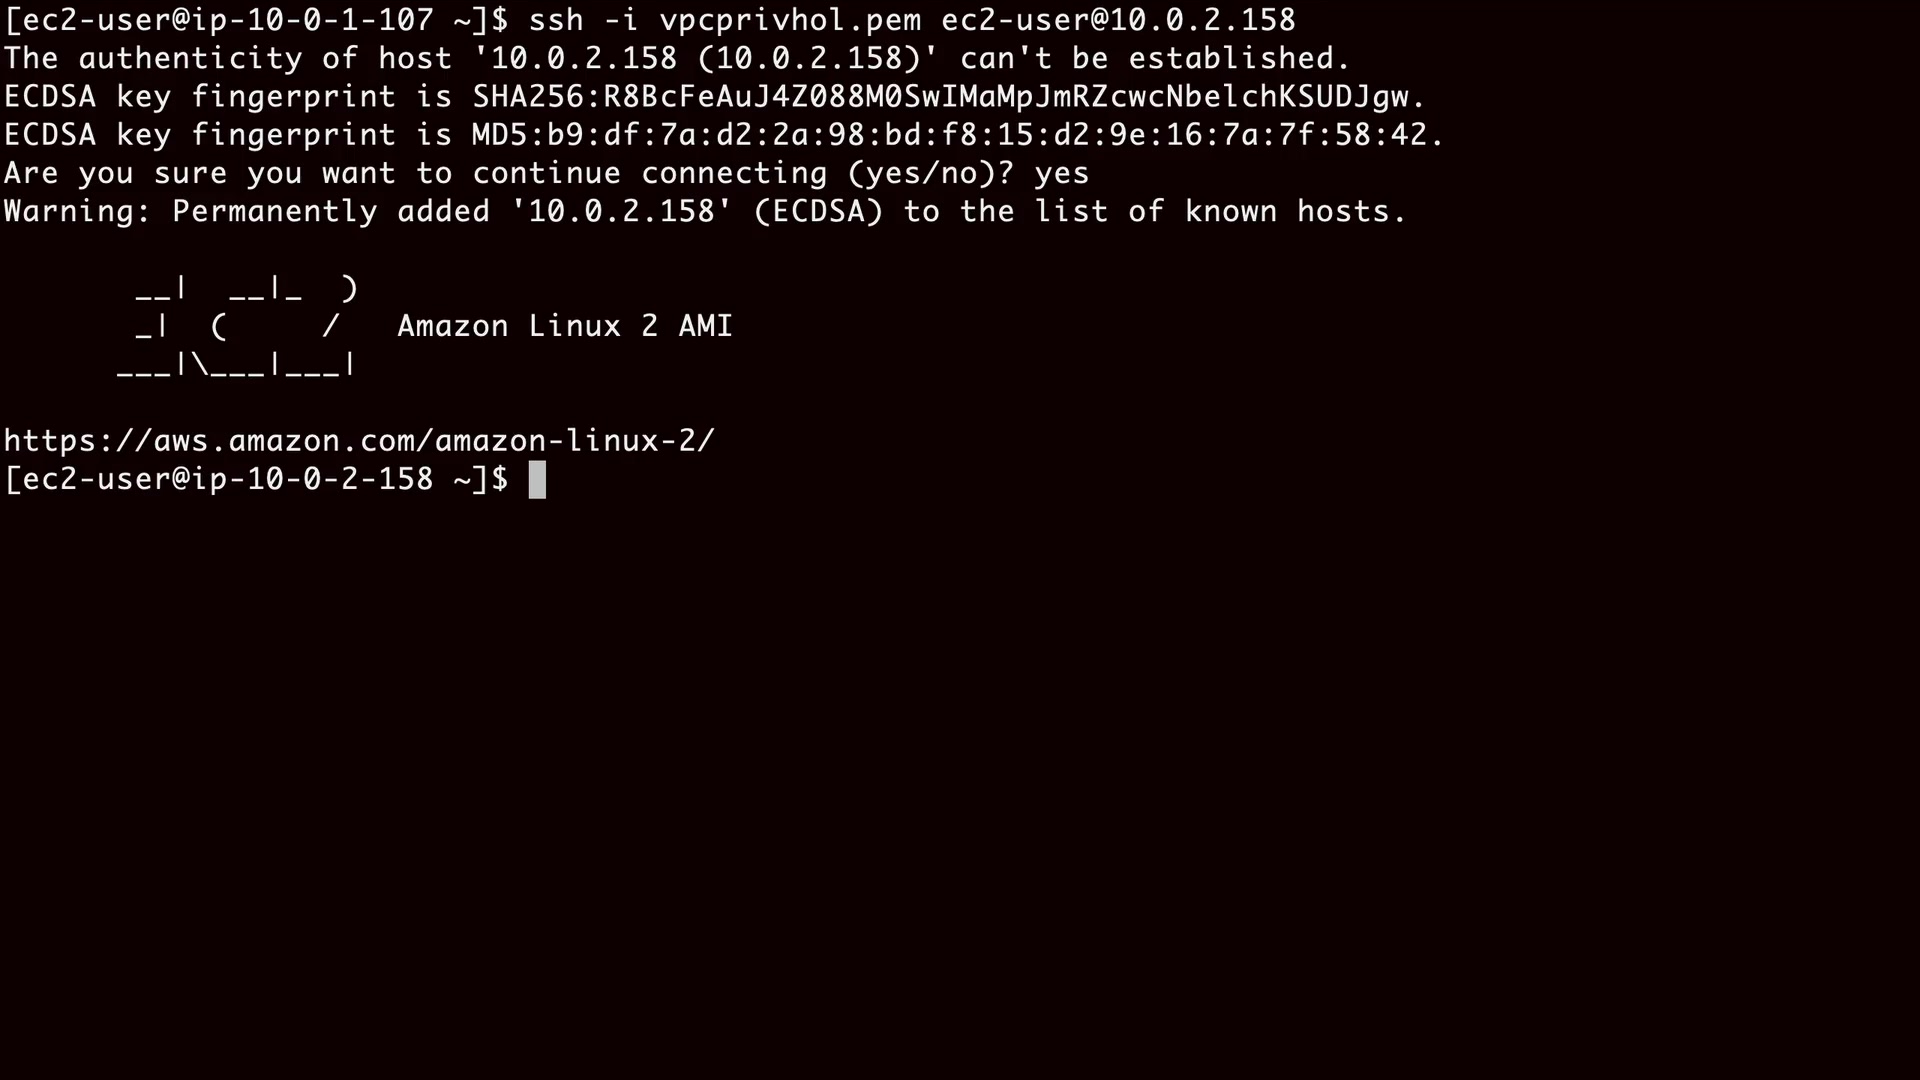 [ec2-user@ip-10-0-1-107 ~]$ ssh -i vpcprivhol.pem ec2-user@10.0.2.158
The authenticity of host '10.0.2.158 (10.0.2.158)' can't be established.
ECDSA key fingerprint is SHA256:R8BcFeAuJ4Z088M0SwIMaMpJmRZcwcNbelchKSUDJgw.
ECDSA key fingerprint is MD5:b9:df:7a:d2:2a:98:bd:f8:15:d2:9e:16:7a:7f:58:42.
Are you sure you want to continue connecting (yes/no)? yes
Warning: Permanently added '10.0.2.158' (ECDSA) to the list of known hosts.

       __|  __|_  )
       _|  (     /   Amazon Linux 2 AMI
      ___|\___|___|

https://aws.amazon.com/amazon-linux-2/
[ec2-user@ip-10-0-2-158 ~]$